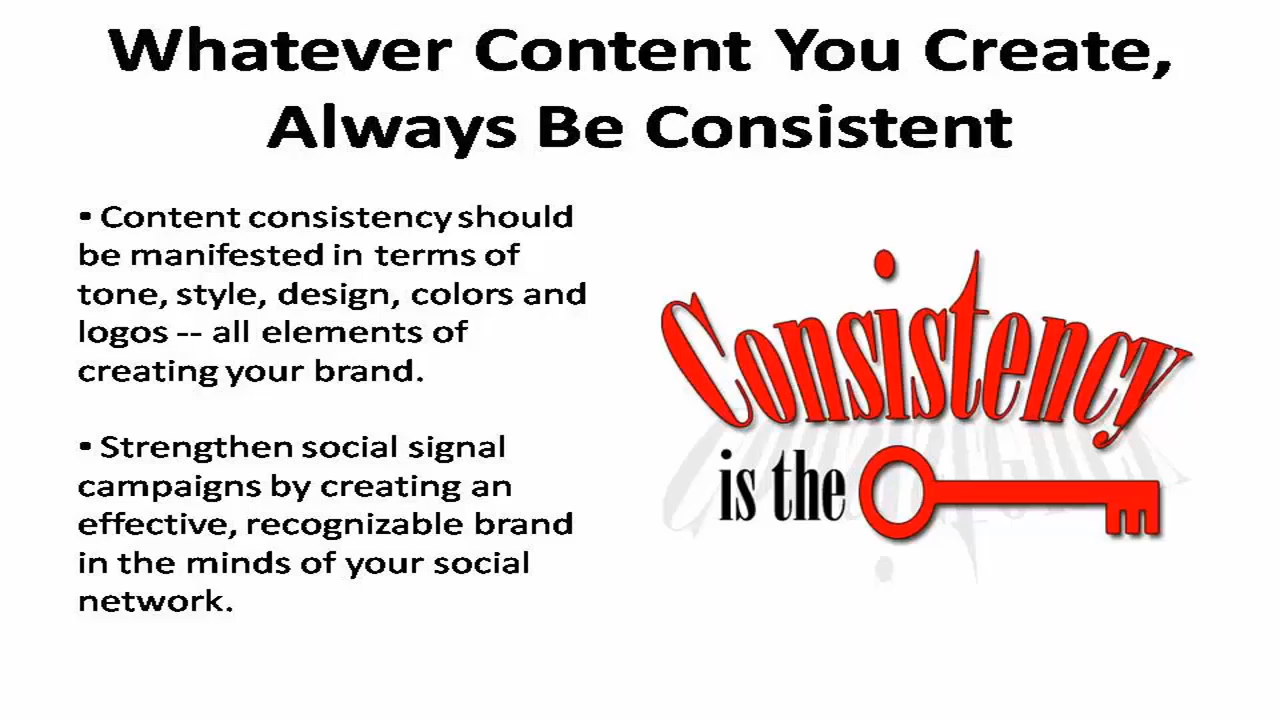 Whatever Content You Create,
Always Be Consistent
• Content consistency should
be manifested in terms of
tone, style, design, colors and
logos -- all elements of
creating your brand.
• Strengthen social signal
campaigns by creating an
effective, recognizable brand
in the minds of your social
network.
Consistency
is the